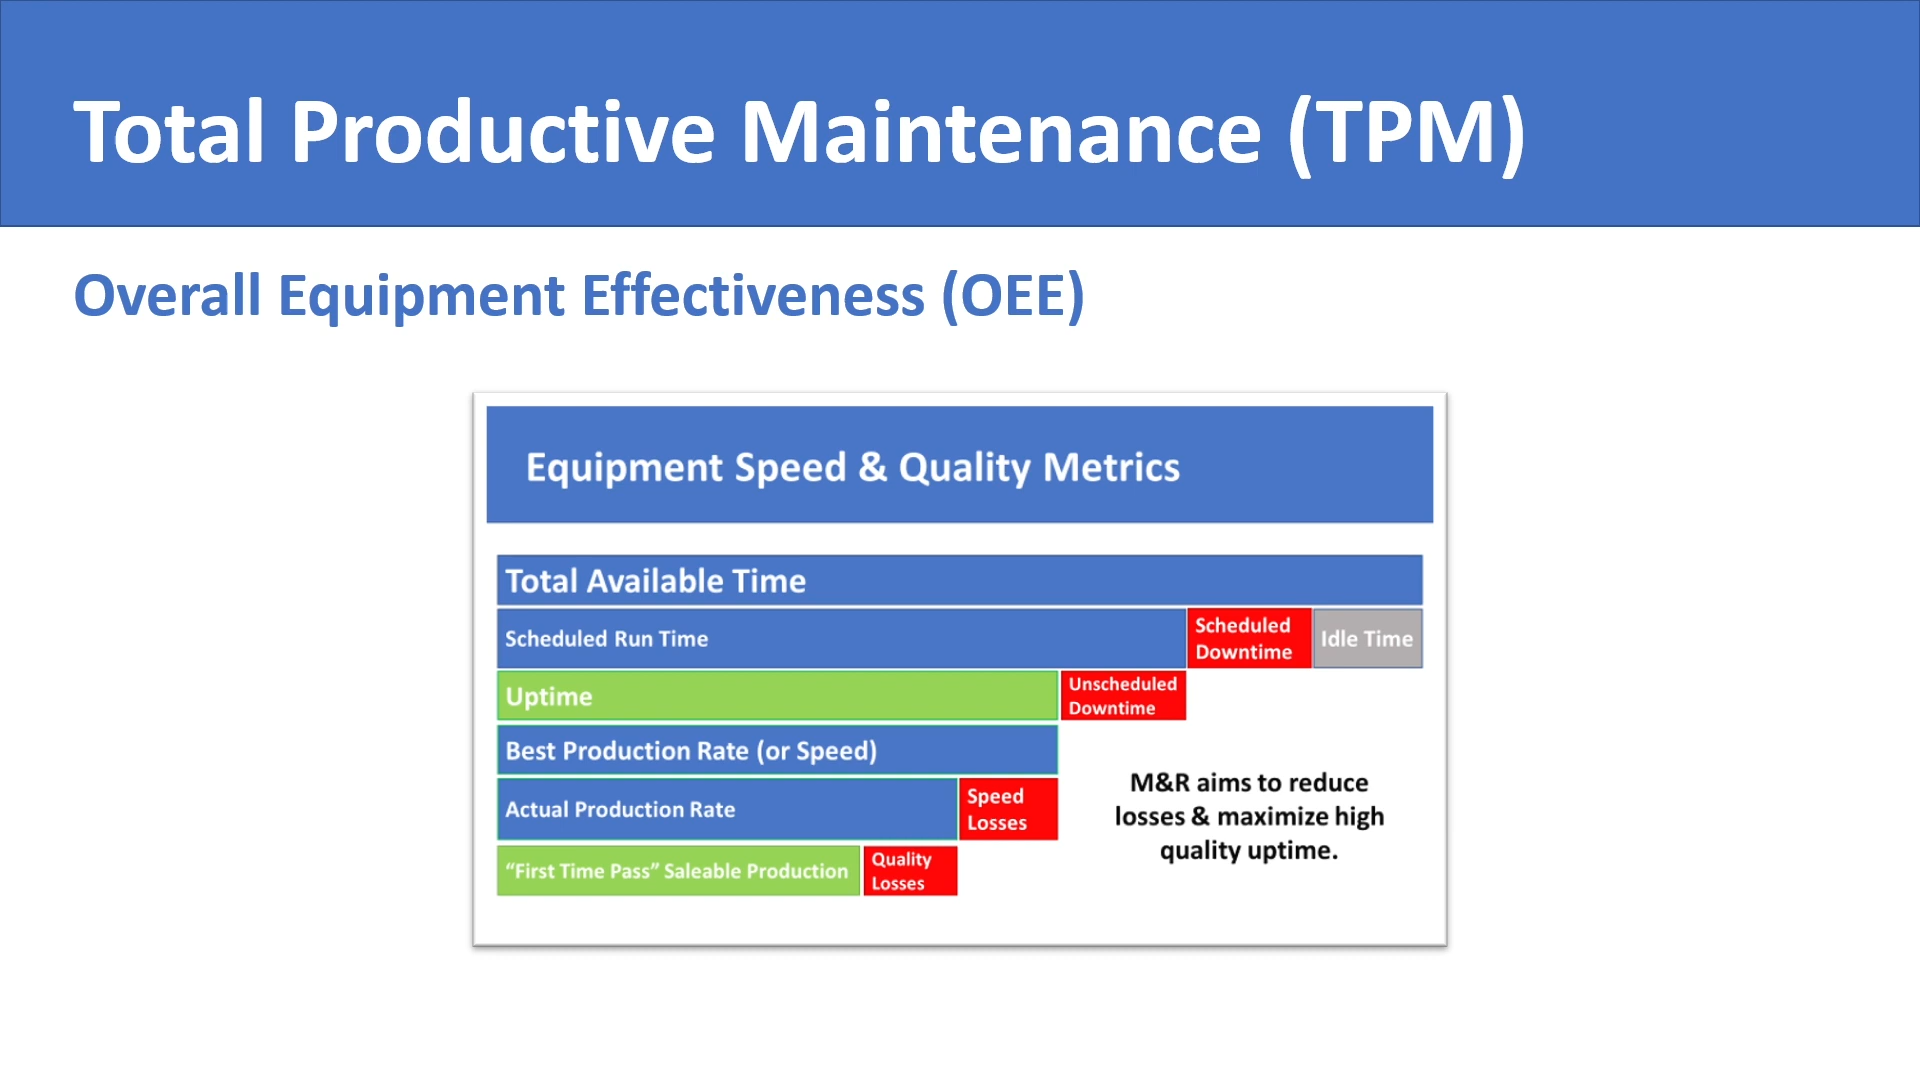 Total Productive Maintenance (TPM)
Overall Equipment Effectiveness (OEE)
Equipment Speed & Quality Metrics
Total Available Time
Scheduled Run Time
Scheduled
Downtime
Idle Time
Uptime
Unscheduled
Downtime
Best Production Rate (or Speed)
Actual Production Rate
Speed
Losses
M&R aims to reduce
losses & maximize high
quality uptime.
“First Time Pass” Saleable Production
Quality
Losses